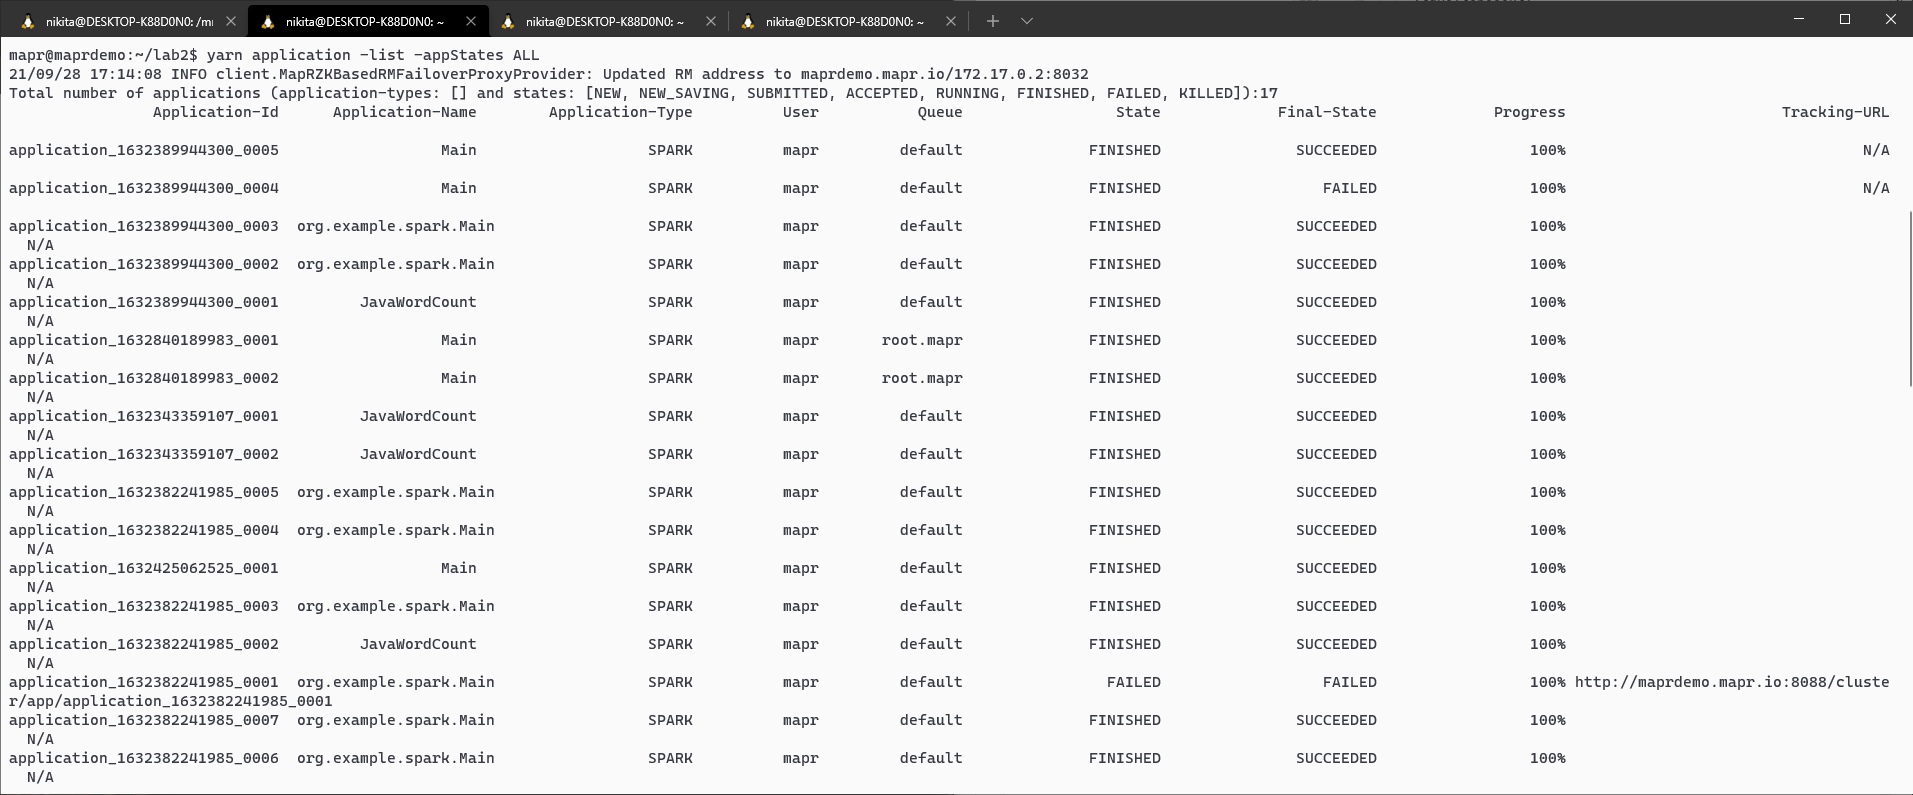 nikita@DESKTOP-K88D0N0: /mi nikita@DESKTOP-K88D0N0: ~ nikita@DESKTOP-K88D0N0: ~ nikita@DESKTOP-K88D0N0: ~
mapr@maprdemo:~/lab2$ yarn application -list -appStates ALL
21/09/28 17:14:08 INFO client.MapRZKBasedRMFailoverProxyProvider: Updated RM address to maprdemo.mapr.io/172.17.0.2:8032
Total number of applications (application-types: [] and states: [NEW, NEW_SAVING, SUBMITTED, ACCEPTED, RUNNING, FINISHED, FAILED, KILLED]):17
Application-Id Application-Name Application-Type User Queue State Final-State Progress Tracking-URL
application_1632389944300_0005 Main SPARK mapr default FINISHED SUCCEEDED 100% N/A
application_1632389944300_0004 Main SPARK mapr default FINISHED FAILED 100% N/A
application_1632389944300_0003 org.example.spark.Main SPARK mapr default FINISHED SUCCEEDED 100%
N/A
application_1632389944300_0002 org.example.spark.Main SPARK mapr default FINISHED SUCCEEDED 100%
N/A
application_1632389944300_0001 JavaWordCount SPARK mapr default FINISHED SUCCEEDED 100%
N/A
application_1632840189983_0001 Main SPARK mapr root.mapr FINISHED SUCCEEDED 100%
N/A
application_1632840189983_0002 Main SPARK mapr root.mapr FINISHED SUCCEEDED 100%
N/A
application_1632343359107_0001 JavaWordCount SPARK mapr default FINISHED SUCCEEDED 100%
N/A
application_1632343359107_0002 JavaWordCount SPARK mapr default FINISHED SUCCEEDED 100%
N/A
application_1632382241985_0005 org.example.spark.Main SPARK mapr default FINISHED SUCCEEDED 100%
N/A
application_1632382241985_0004 org.example.spark.Main SPARK mapr default FINISHED SUCCEEDED 100%
N/A
application_1632425062525_0001 Main SPARK mapr default FINISHED SUCCEEDED 100%
N/A
application_1632382241985_0003 org.example.spark.Main SPARK mapr default FINISHED SUCCEEDED 100%
N/A
application_1632382241985_0002 JavaWordCount SPARK mapr default FINISHED SUCCEEDED 100%
N/A
application_1632382241985_0001 org.example.spark.Main SPARK mapr default FAILED FAILED 100% http://maprdemo.mapr.io:8088/cluste
r/app/application_1632382241985_0001
application_1632382241985_0007 org.example.spark.Main SPARK mapr default FINISHED SUCCEEDED 100%
N/A
application_1632382241985_0006 org.example.spark.Main SPARK mapr default FINISHED SUCCEEDED 100%
N/A